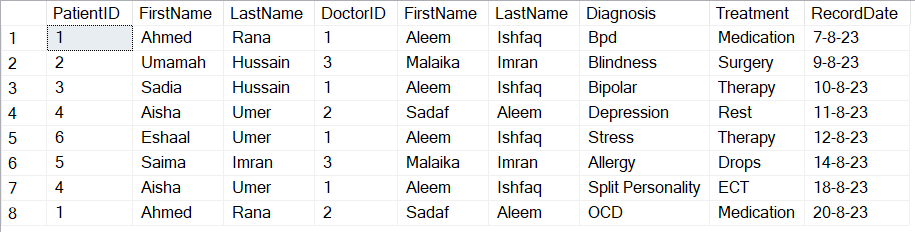 PatientID FirstName LastName DoctorID FirstName LastName Diagnosis Treatment RecordDate
1 1 Ahmed Rana 1 Aleem Ishfaq Bpd Medication 7-8-23
2 2 Umamah Hussain 3 Malaika Imran Blindness Surgery 9-8-23
3 3 Sadia Hussain 1 Aleem Ishfaq Bipolar Therapy 10-8-23
4 4 Aisha Umer 2 Sadaf Aleem Depression Rest 11-8-23
5 6 Eshaal Umer 1 Aleem Ishfaq Stress Therapy 12-8-23
6 5 Saima Imran 3 Malaika Imran Allergy Drops 14-8-23
7 4 Aisha Umer 1 Aleem Ishfaq Split Personality ECT 18-8-23
8 1 Ahmed Rana 2 Sadaf Aleem OCD Medication 20-8-23